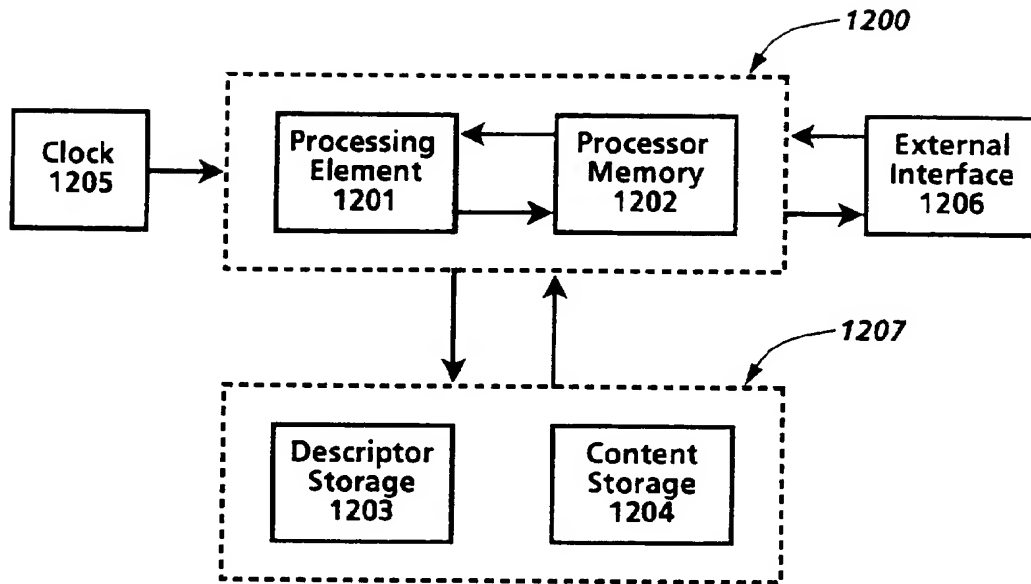 1200
Clock
1205
Processing
Element
1201
Processor
Memory
1202
External
Interface
1206
1207
Descriptor
Storage
1203
Content
Storage
1204